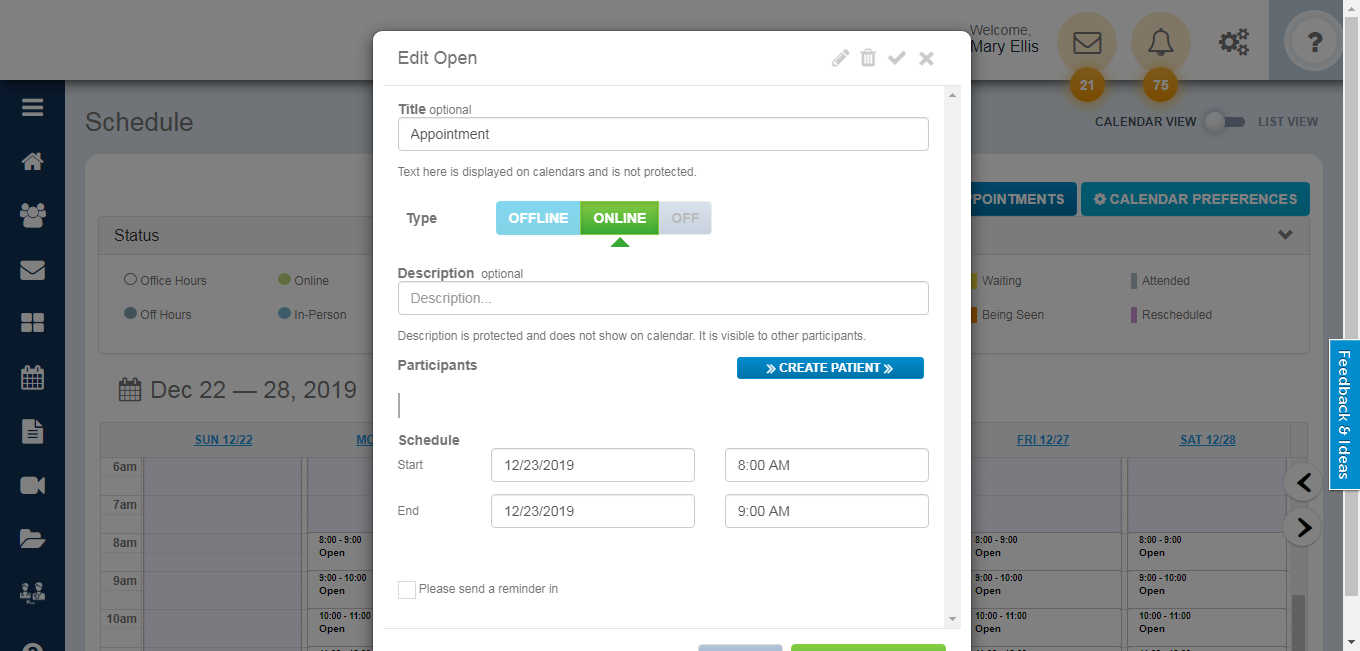 Welcome,
Mary Ellis
?
21
75
Edit Open
Schedule
CALENDAR VIEW
LIST VIEW
Title optional
Appointment
Text here is displayed on calendars and is not protected.
CALENDAR PREFERENCES
Type
OFFLINE
ONLINE
OFF
Status
Office Hours
Online
Off Hours
In-Person
Waiting
Attended
Being Seen
Rescheduled
Description optional
Description...
Description is protected and does not show on calendar. It is visible to other participants.
Participants
CREATE PATIENT
Dec 22 — 28, 2019
Schedule
Start
12/23/2019
8:00 AM
End
12/23/2019
9:00 AM
Please send a reminder in
SUN 12/22
FRI 12/27
SAT 12/28
6am
7am
8am
9am
10am
8:00 - 9:00
Open
9:00 - 10:00
Open
10:00 - 11:00
Open
8:00 - 9:00
Open
9:00 - 10:00
Open
10:00 - 11:00
Open
8:00 - 9:00
Open
9:00 - 10:00
Open
10:00 - 11:00
Open
Feedback & Ideas